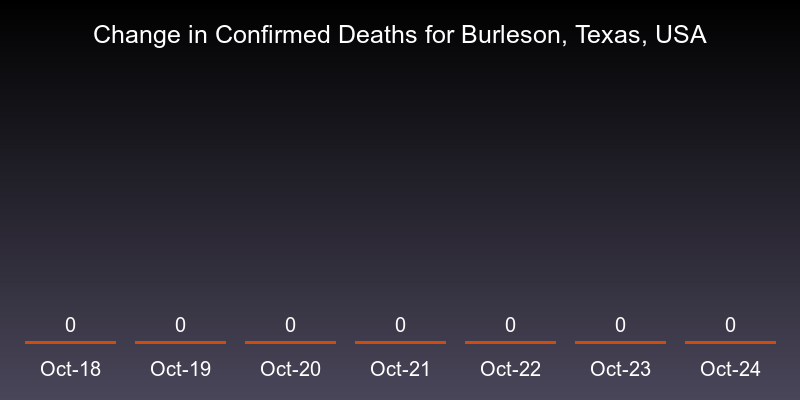 Change in Confirmed Deaths for Burleson, Texas, USA
0 0 0 0 0 0 0
Oct-18 Oct-19 Oct-20 Oct-21 Oct-22 Oct-23 Oct-24